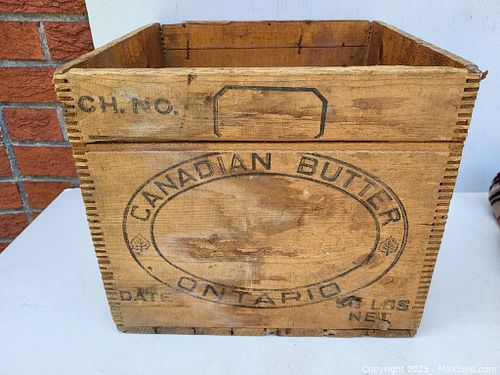 CH. NO.
CANADIAN BUTTER
ONTARIO
DATE
LBS
NET
Copyright © 2023 - MaxSold.com